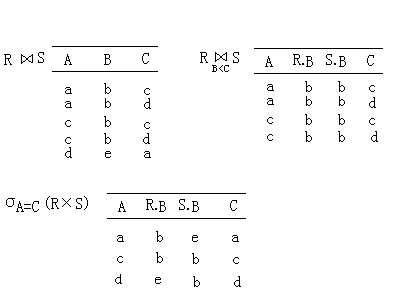 R ⋈ S A B C
a b c
a b d
c b c
c b d
d e a
R ⋈ S A R.B S.B C
B<C
a b b c
a b b d
c b b c
c b b d
σA=C (R×S) A R.B S.B C
a b e a
c b b c
d e b d